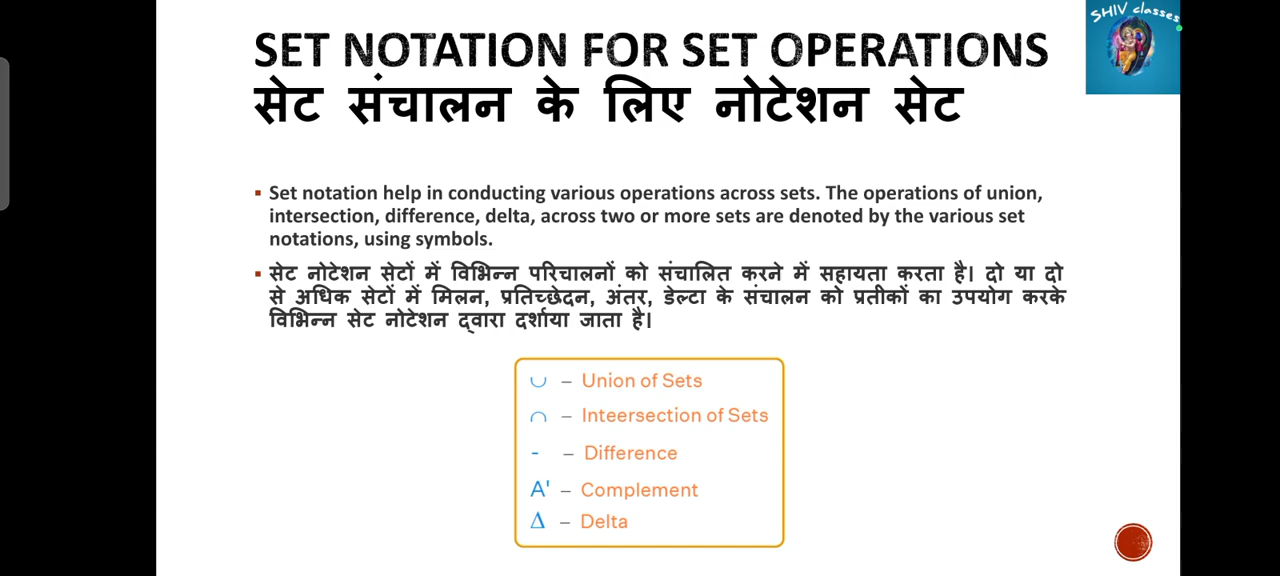 SHIV classes
SET NOTATION FOR SET OPERATIONS
सेट संचालन के लिए नोटेशन सेट
▪ Set notation help in conducting various operations across sets. The operations of union,
intersection, difference, delta, across two or more sets are denoted by the various set
notations, using symbols.
▪ सेट नोटेशन सेटों में विभिन्न परिचालनों को संचालित करने में सहायता करता है। दो या दो
से अधिक सेटों में मिलन, प्रतिच्छेदन, अंतर, डेल्टा के संचालन को प्रतीकों का उपयोग करके
विभिन्न सेट नोटेशन द्वारा दर्शाया जाता है।
∪ – Union of Sets
∩ – Inteersection of Sets
- – Difference
A' – Complement
Δ – Delta